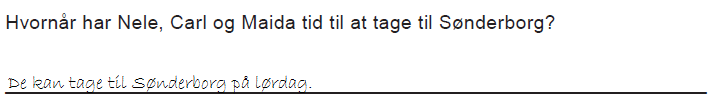 Hvornår har Nele, Carl og Maida tid til at tage til Sønderborg?
De kan tage til Sønderborg på lørdag.